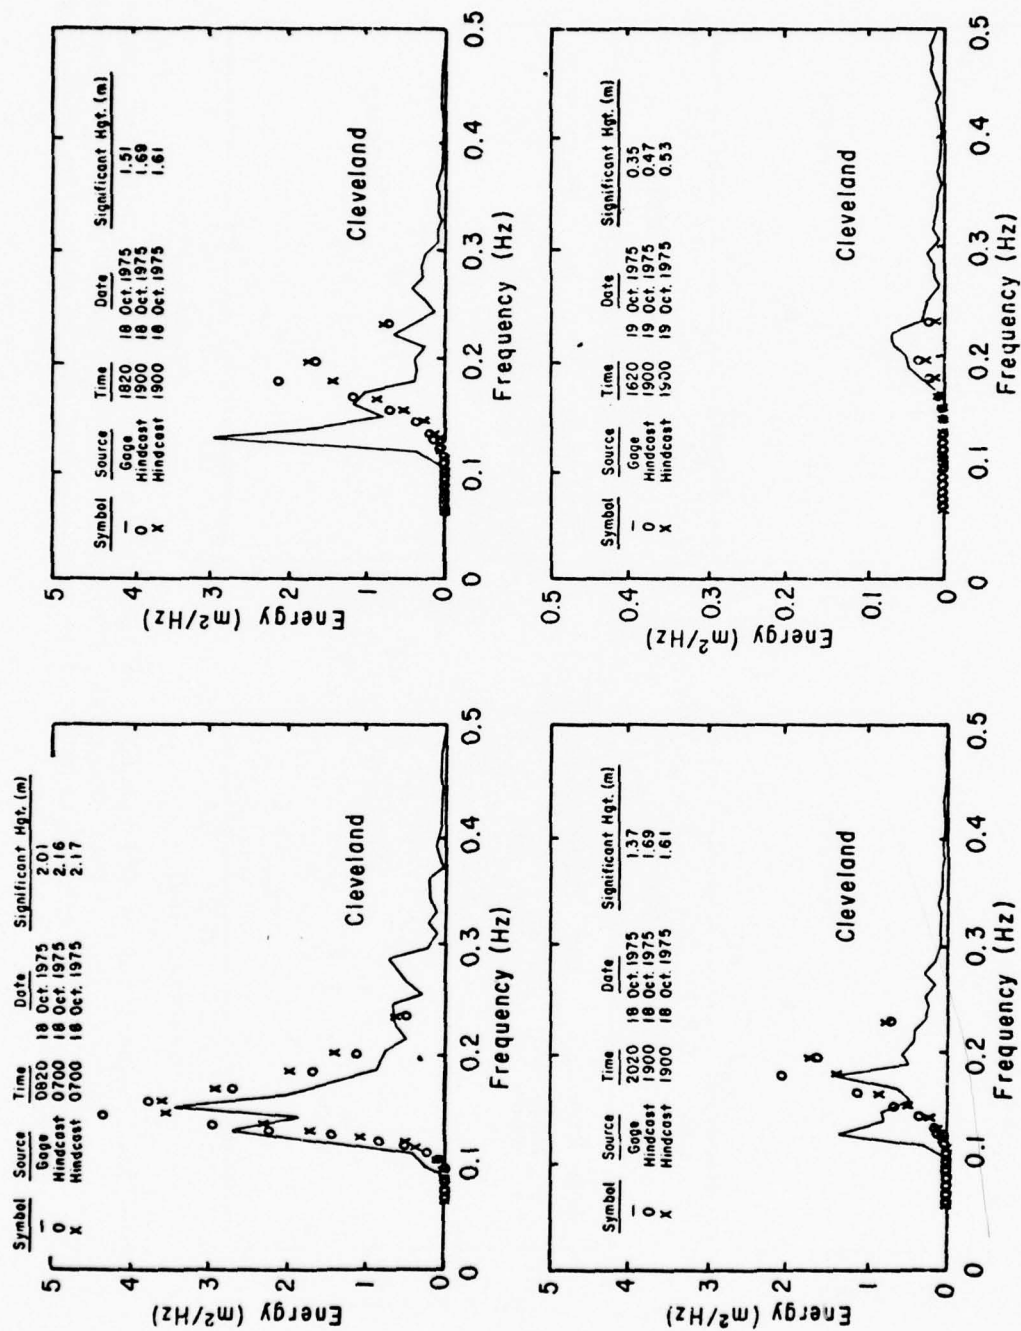 Symbol Source Time Date Significant Hgt. (m)
— Gage 0820 18 Oct. 1975 2.01
O Hindcast 0700 18 Oct. 1975 2.16
X Hindcast 0700 18 Oct. 1975 2.17
Cleveland
Energy (m²/Hz)
5
4
3
2
1
0
0 0.1 0.2 0.3 0.4 0.5
Frequency (Hz)
Symbol Source Time Date Significant Hgt. (m)
— Gage 1820 18 Oct. 1975 1.51
O Hindcast 1900 18 Oct. 1975 1.69
X Hindcast 1900 18 Oct. 1975 1.61
Cleveland
Energy (m²/Hz)
5
4
3
2
1
0
0 0.1 0.2 0.3 0.4 0.5
Frequency (Hz)
Symbol Source Time Date Significant Hgt. (m)
— Gage 2020 18 Oct. 1975 1.37
O Hindcast 1900 18 Oct. 1975 1.69
X Hindcast 1900 18 Oct. 1975 1.61
Cleveland
Energy (m²/Hz)
5
4
3
2
1
0
0 0.1 0.2 0.3 0.4 0.5
Frequency (Hz)
Symbol Source Time Date Significant Hgt. (m)
— Gage 1620 19 Oct. 1975 0.35
O Hindcast 1900 19 Oct. 1975 0.47
X Hindcast 1900 19 Oct. 1975 0.53
Cleveland
Energy (m²/Hz)
0.5
0.4
0.3
0.2
0.1
0
0 0.1 0.2 0.3 0.4 0.5
Frequency (Hz)